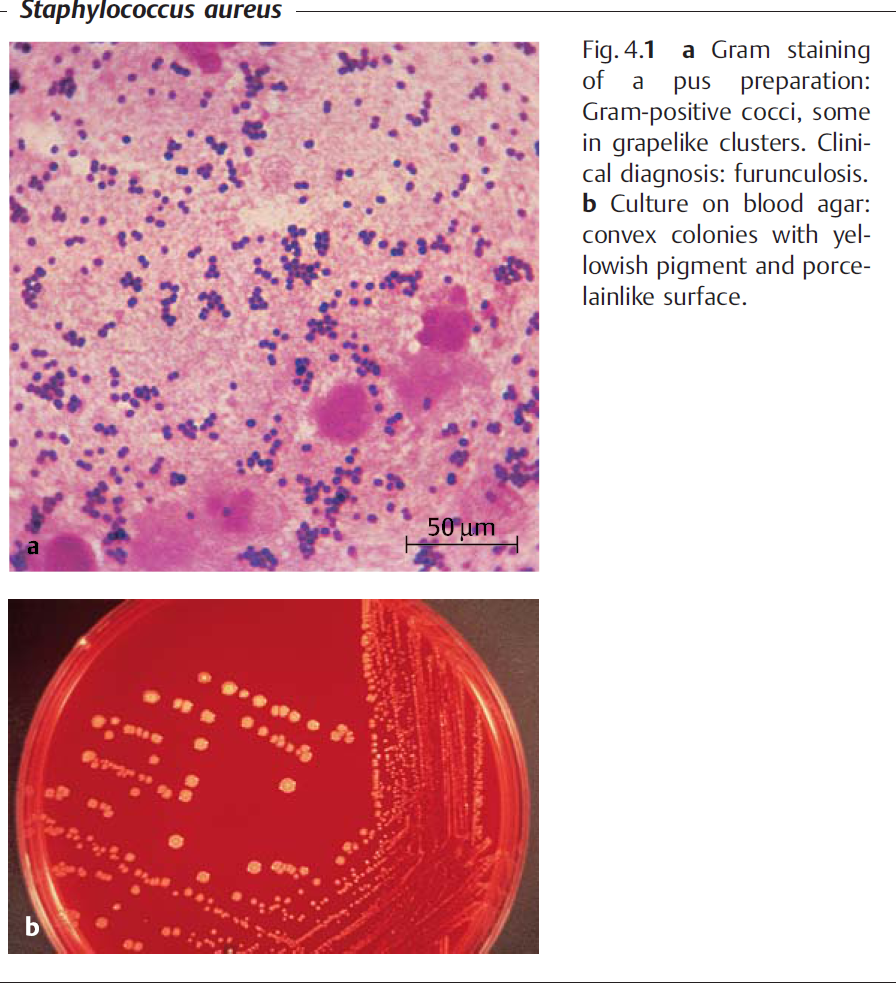 Staphylococcus aureus
Fig. 4.1 a Gram staining
of a pus preparation:
Gram-positive cocci, some
in grapelike clusters. Clini-
cal diagnosis: furunculosis.
b Culture on blood agar:
convex colonies with yel-
lowish pigment and porce-
lainlike surface.
50 µm
a
b